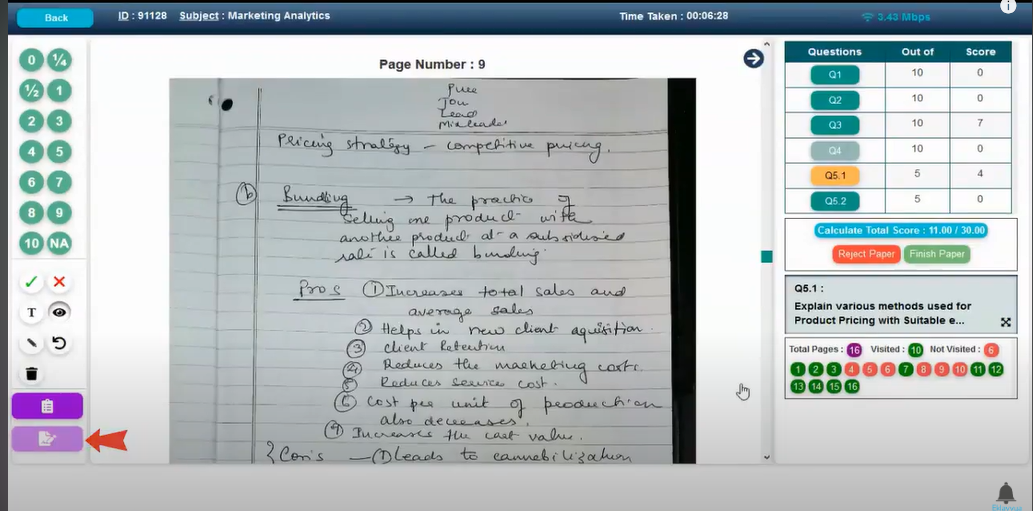 Back
ID : 91128 Subject : Marketing Analytics
Time Taken : 00:06:28
3.43 Mbps
0 1/4
1/2 1
2 3
4 5
6 7
8 9
10 NA
T
Page Number : 9
Pure
Tou
Lead
Pricing strategy – competitive pricing.
(b) Bundling → The practice of
selling one product with
another product at a subsidised
rate is called bundling.
Pros ① Increases total sales and
average sales
② Helps in new client aquisition.
③ client Retention
④ Reduces the marketing costs.
⑤ Reduces service cost.
⑥ Cost per unit of production
also decreases.
⑦ Increases the cart value.
Con's — ① Leads to cannibilization
Questions Out of Score
Q1 10 0
Q2 10 0
Q3 10 7
Q4 10 0
Q5.1 5 4
Q5.2 5 0
Calculate Total Score : 11.00 / 30.00
Reject Paper Finish Paper
Q5.1 :
Explain various methods used for
Product Pricing with Suitable e...
Total Pages : 16 Visited : 10 Not Visited : 6
1 2 3 4 5 6 7 8 9 10 11 12
13 14 15 16